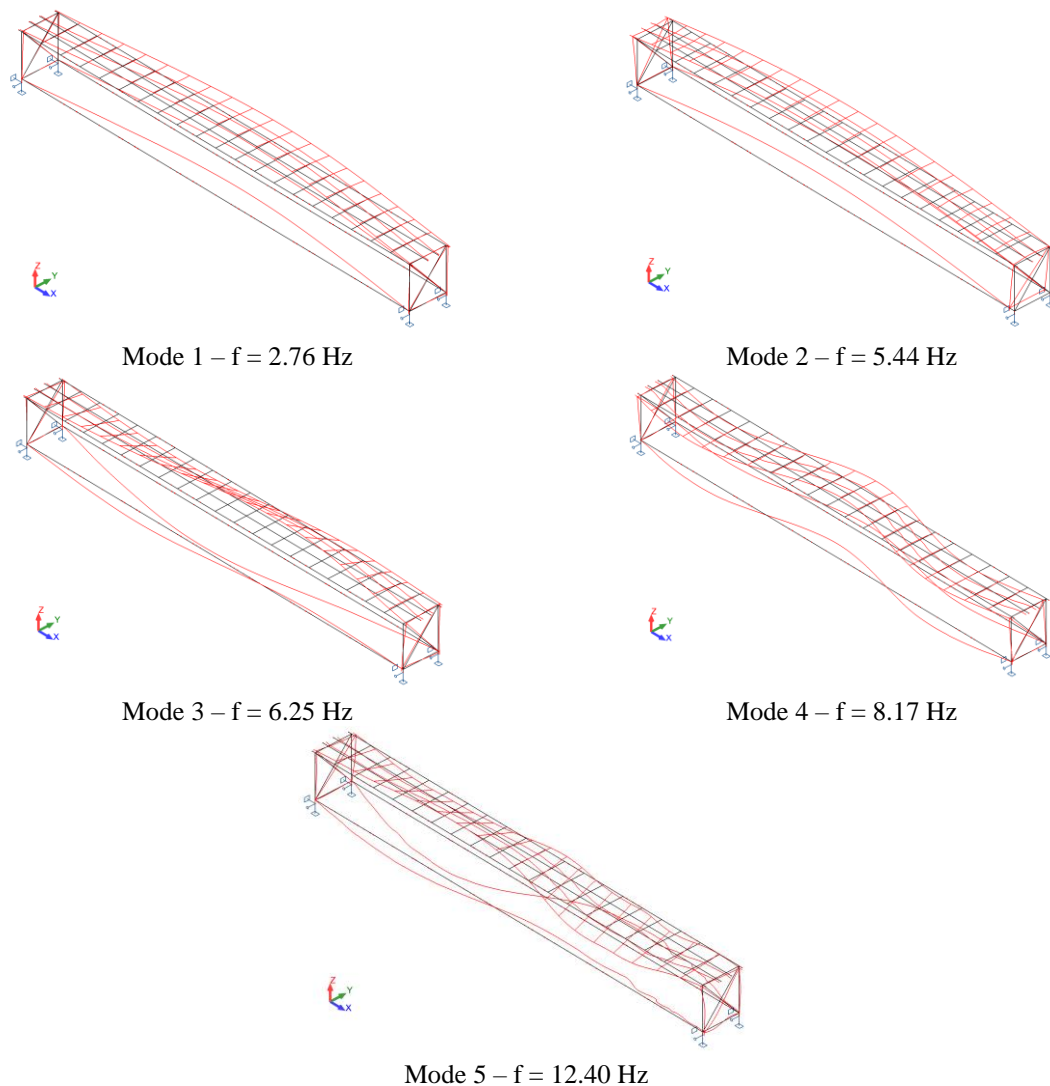 Z
Y
X
Z
Y
X
Mode 1 – f = 2.76 Hz
Mode 2 – f = 5.44 Hz
Z
Y
X
Z
Y
X
Mode 3 – f = 6.25 Hz
Mode 4 – f = 8.17 Hz
Z
Y
X
Mode 5 – f = 12.40 Hz